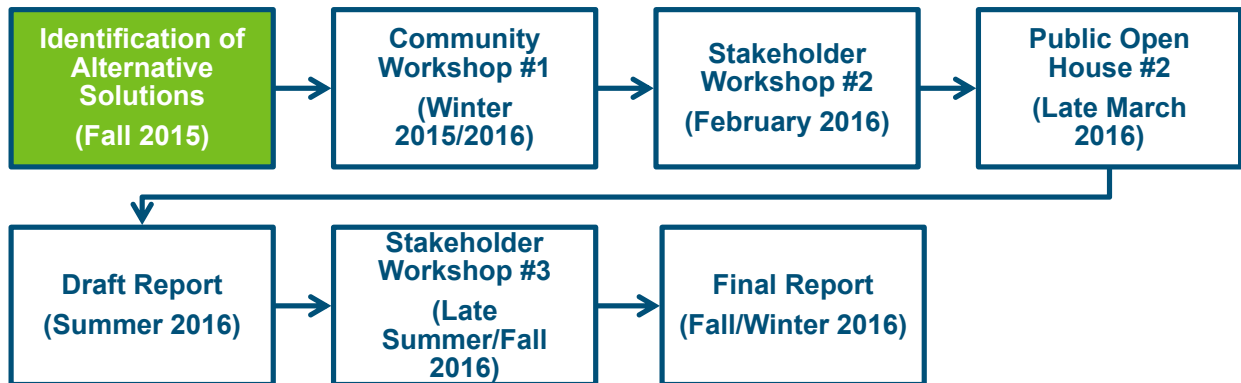 Identification of
Alternative
Solutions
(Fall 2015)
Community
Workshop #1
(Winter
2015/2016)
Stakeholder
Workshop #2
(February 2016)
Public Open
House #2
(Late March
2016)
Draft Report
(Summer 2016)
Stakeholder
Workshop #3
(Late
Summer/Fall
2016)
Final Report
(Fall/Winter 2016)